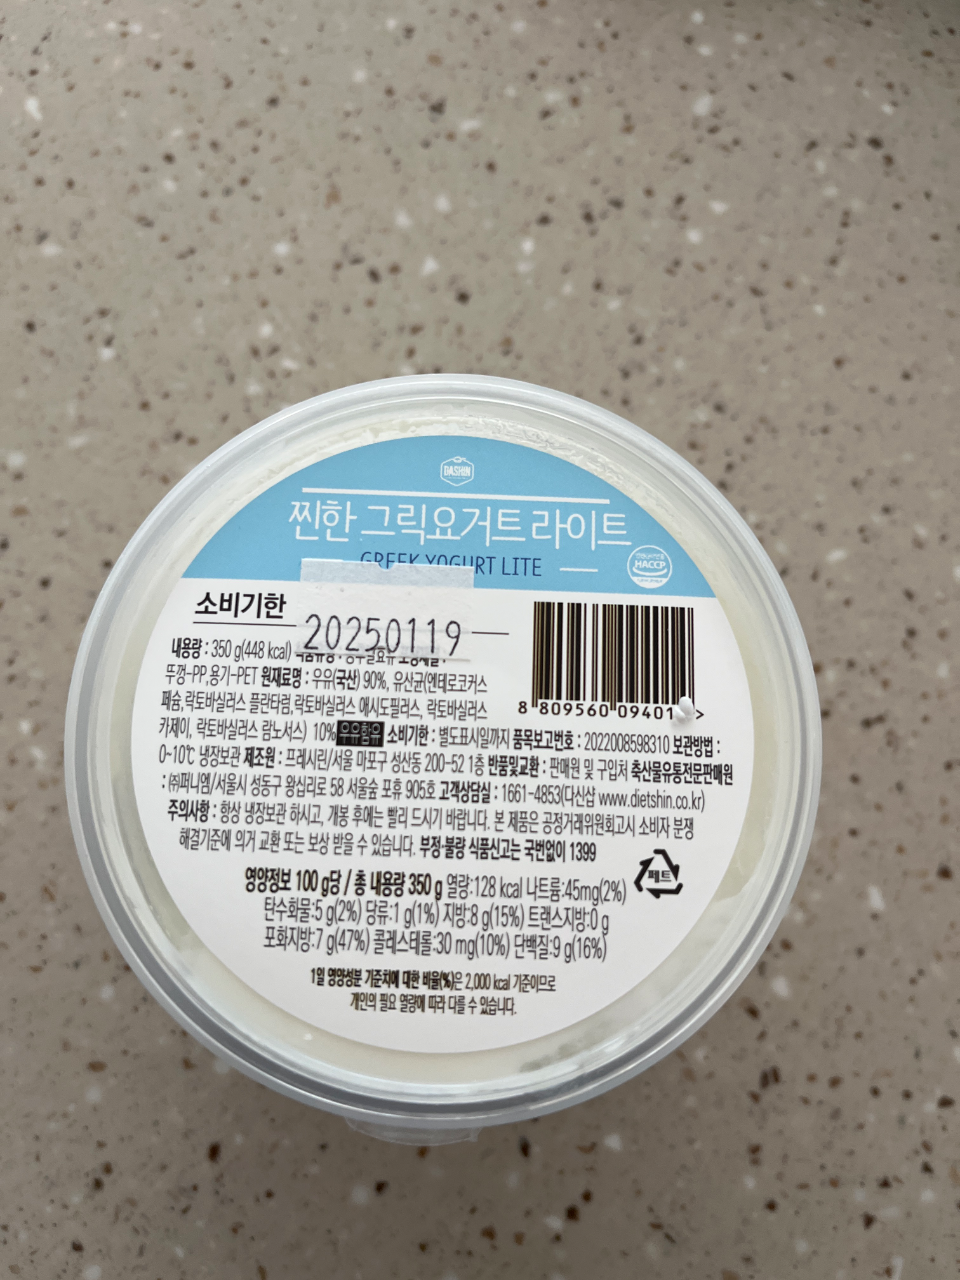 DASHIN
찐한 그릭요거트 라이트
GREEK YOGURT LITE
HACCP
소비기한
20250119
내용량 : 350 g(448 kcal)
뚜껑-PP,용기-PET 원재료명 : 우유(국산) 90%, 유산균(엔테로코커스
페슘, 락토바실러스 플란타럼, 락토바실러스 애시도필러스, 락토바실러스
카제이, 락토바실러스 람노서스) 10% 우유함유 소비기한 : 별도표시일까지 품목보고번호 : 2022008598310 보관방법 :
0-10℃ 냉장보관 제조원 : 프레시린/서울 마포구 성산동 200-52 1층 반품및교환 : 판매원 및 구입처 축산물유통전문판매원
: ㈜퍼니엠/서울시 성동구 왕십리로 58 서울숲 포휴 905호 고객상담실 : 1661-4853(다신샵 www.dietshin.co.kr)
주의사항 : 항상 냉장보관 하시고, 개봉 후에는 빨리 드시기 바랍니다. 본 제품은 공정거래위원회고시 소비자 분쟁
해결기준에 의거 교환 또는 보상 받을 수 있습니다. 부정·불량 식품신고는 국번없이 1399
8 809560 09401 >
페트
영양정보 100 g당 / 총 내용량 350 g 열량:128 kcal 나트륨:45mg(2%)
탄수화물:5 g(2%) 당류:1 g(1%) 지방:8 g(15%) 트랜스지방:0 g
포화지방:7 g(47%) 콜레스테롤:30 mg(10%) 단백질:9 g(16%)
1일 영양성분 기준치에 대한 비율(%)은 2,000 kcal 기준이므로
개인의 필요 열량에 따라 다를 수 있습니다.